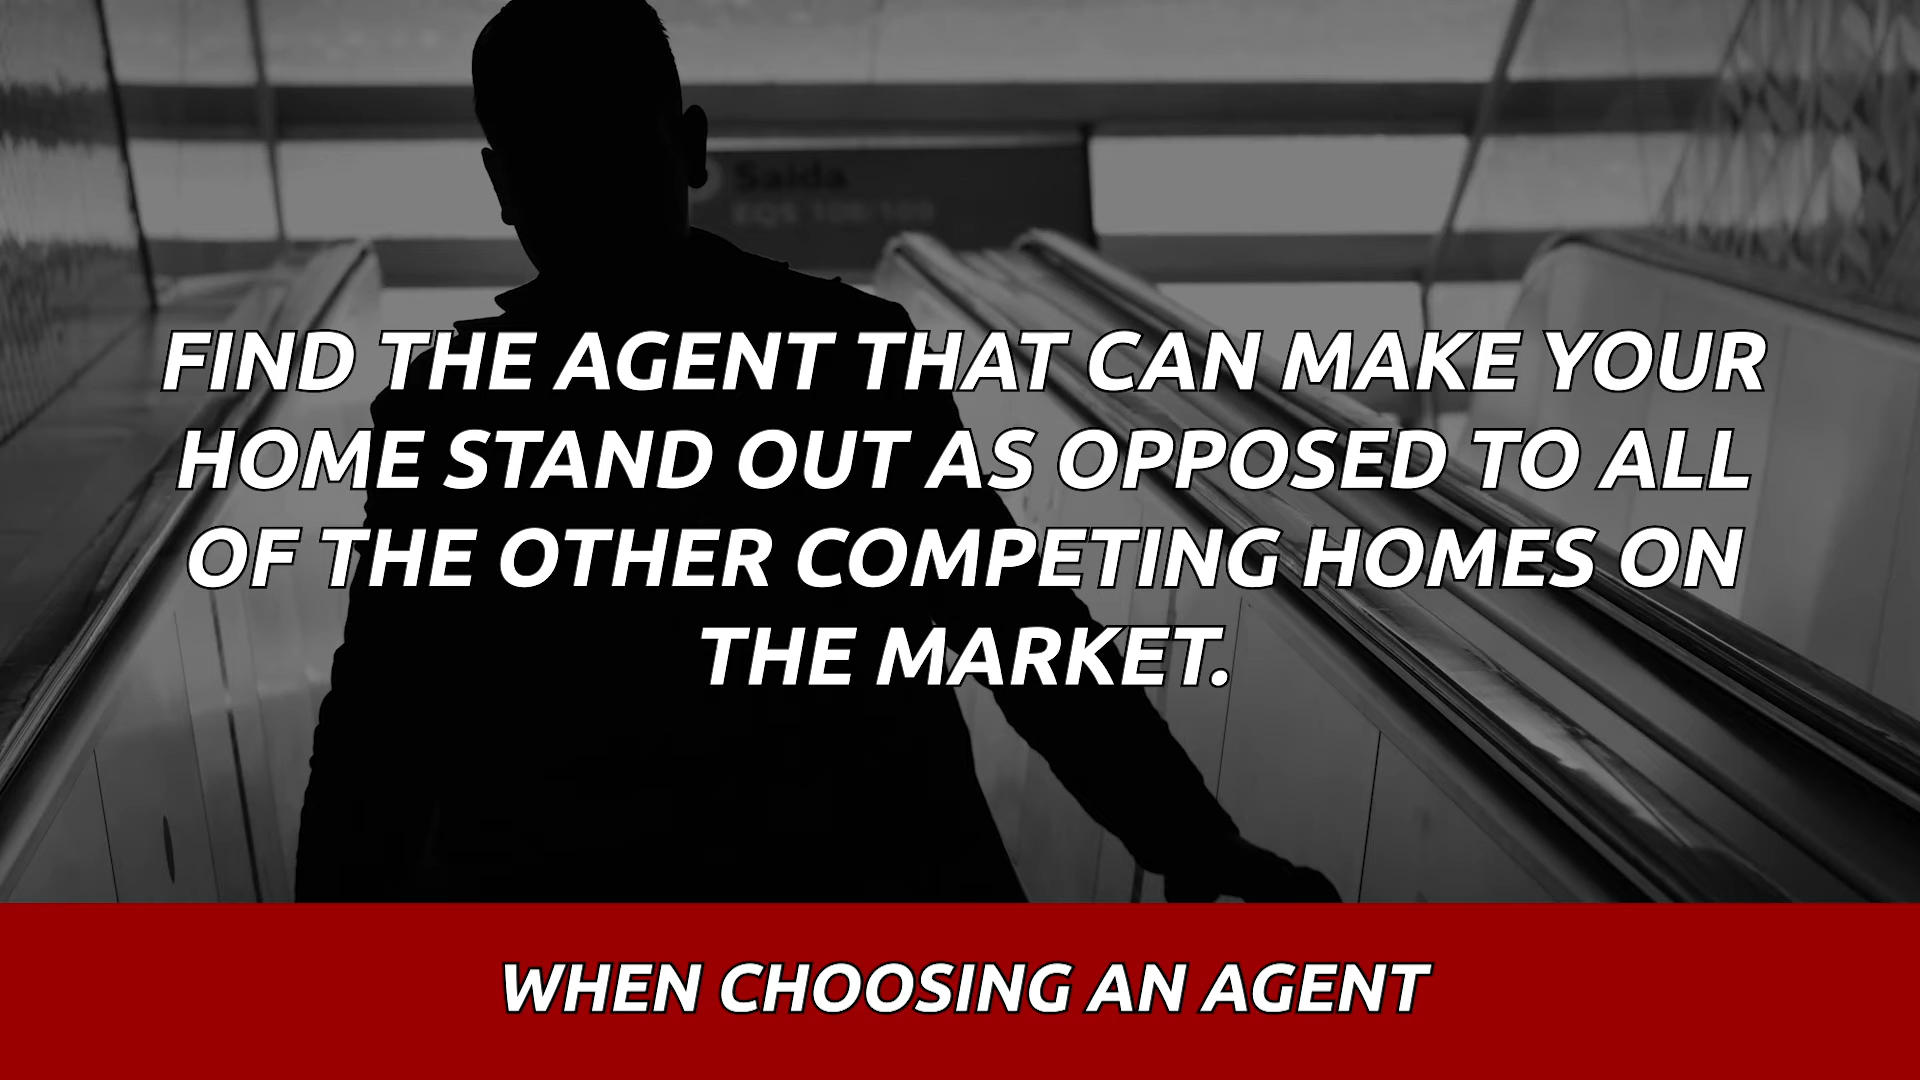 Saída
FIND THE AGENT THAT CAN MAKE YOUR
HOME STAND OUT AS OPPOSED TO ALL
OF THE OTHER COMPETING HOMES ON
THE MARKET.
WHEN CHOOSING AN AGENT